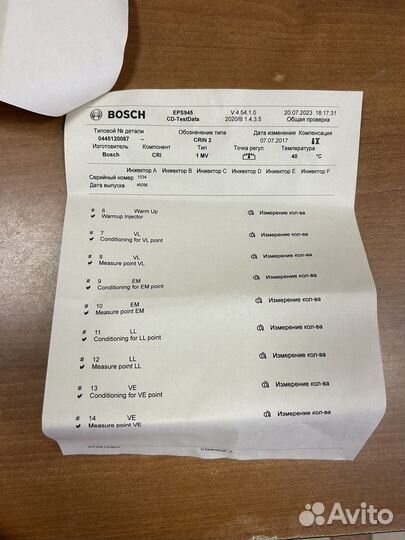 BOSCH EPS945 V 4.54.1.0 20.07.2023 18:17:31
CD-TestData 2020/B 1.4.3.5 Общая проверка
Типовой № детали Обозначение типа Дата изменения Компенсация
0445120067 -- CRIN 2 07.07.2017
Изготовитель Компонент Тип Точка регул Температура
Bosch CRI 1 MV 40 °C
Инжектор A Инжектор B Инжектор C Инжектор D Инжектор E Инжектор F
Серийный номер 1534
Дата выпуска 46096
# 6 Warm Up Измерение кол-ва
Warmup Injector
# 7 VL Измерение кол-ва
Conditioning for VL point
# 8 VL Измерение кол-ва
Measure point VL
# 9 EM Измерение кол-ва
Conditioning for EM point
# 10 EM Измерение кол-ва
Measure point EM
# 11 LL Измерение кол-ва
Conditioning for LL point
# 12 LL Измерение кол-ва
Measure point LL
# 13 VE Измерение кол-ва
Conditioning for VE point
# 14 VE Измерение кол-ва
Measure point VE
Avito